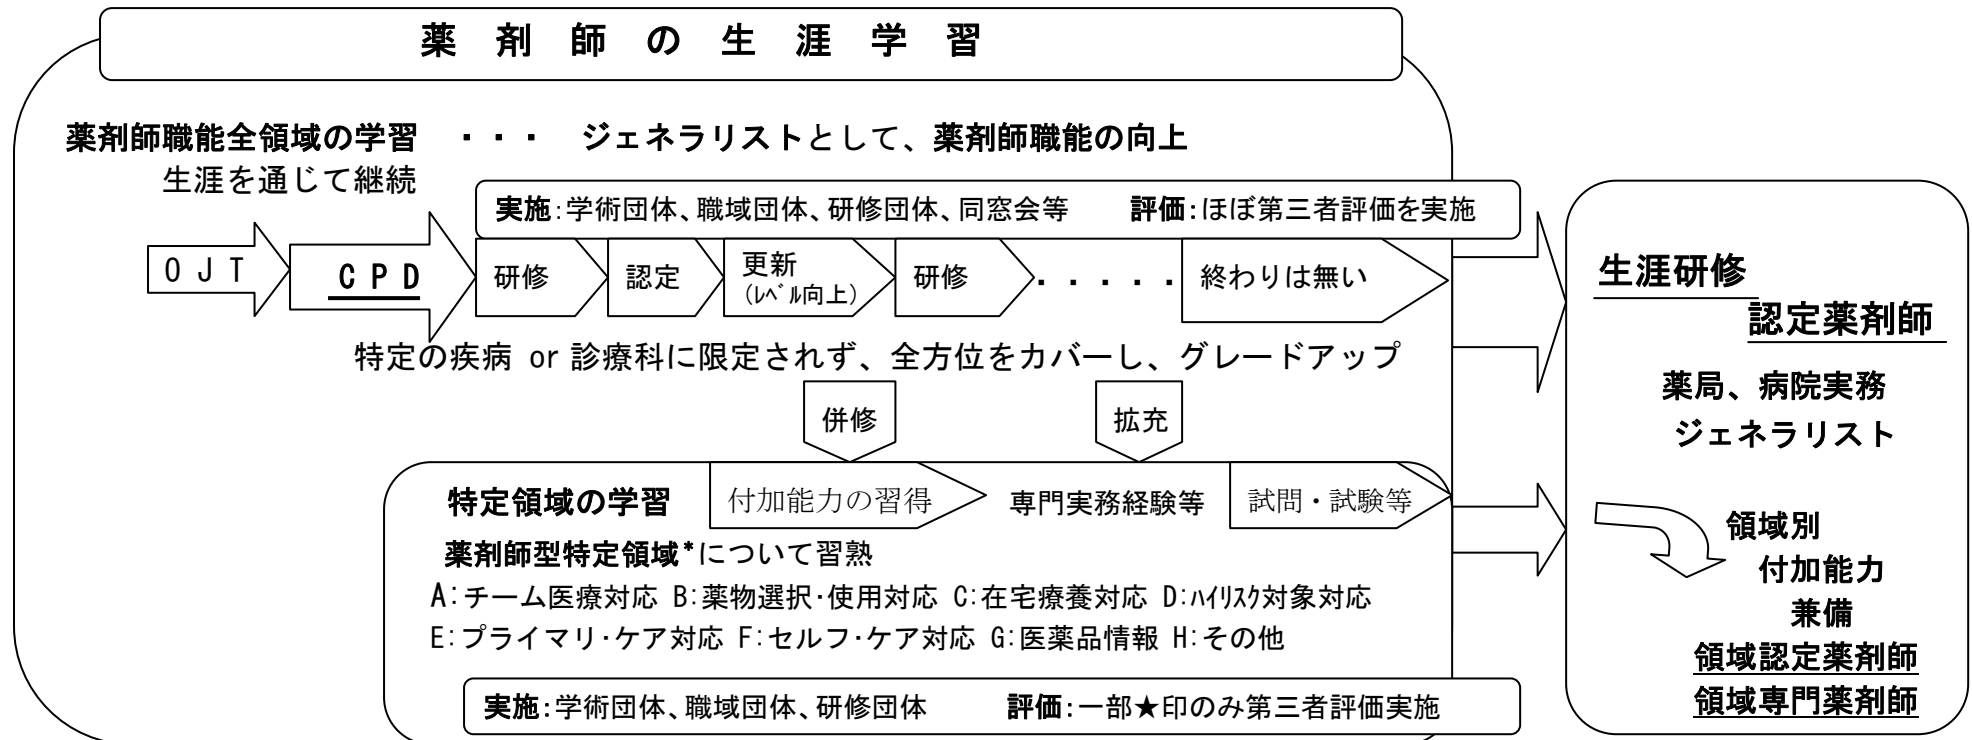 薬剤師の生涯学習
薬剤師職能全領域の学習 ・・・ ジェネラリストとして、薬剤師職能の向上
生涯を通じて継続
実施：学術団体、職域団体、研修団体、同窓会等 評価：ほぼ第三者評価を実施
OJT
CPD
研修
認定
更新
(ﾚﾍﾞﾙ向上)
研修
・・・・・
終わりは無い
特定の疾病 or 診療科に限定されず、全方位をカバーし、グレードアップ
併修
拡充
特定領域の学習
付加能力の習得
専門実務経験等
試問・試験等
薬剤師型特定領域*について習熟
A:チーム医療対応 B:薬物選択・使用対応 C:在宅療養対応 D:ﾊｲﾘｽｸ対象対応
E:プライマリ・ケア対応 F:セルフ・ケア対応 G:医薬品情報 H:その他
実施：学術団体、職域団体、研修団体 評価：一部★印のみ第三者評価実施
生涯研修
認定薬剤師
薬局、病院実務
ジェネラリスト
領域別
付加能力
兼備
領域認定薬剤師
領域専門薬剤師